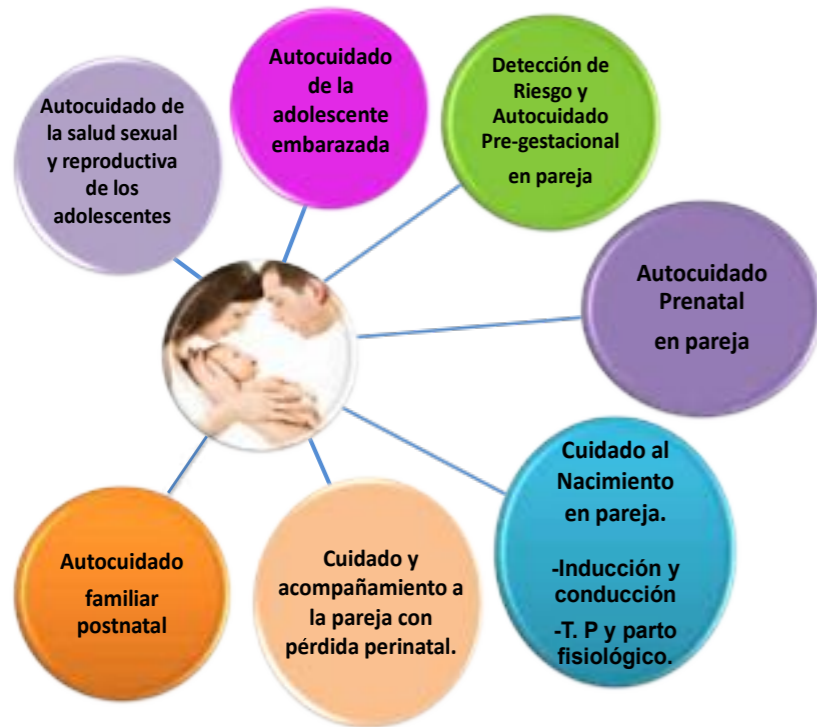 Autocuidado de
la salud sexual
y reproductiva
de los
adolescentes
Autocuidado
de la
adolescente
embarazada
Detección de
Riesgo y
Autocuidado
Pre-gestacional
en pareja
Autocuidado
Prenatal
en pareja
Cuidado al
Nacimiento
en pareja.
-Inducción y
conducción
-T. P y parto
fisiológico.
Cuidado y
acompañamiento a
la pareja con
pérdida perinatal.
Autocuidado
familiar
postnatal